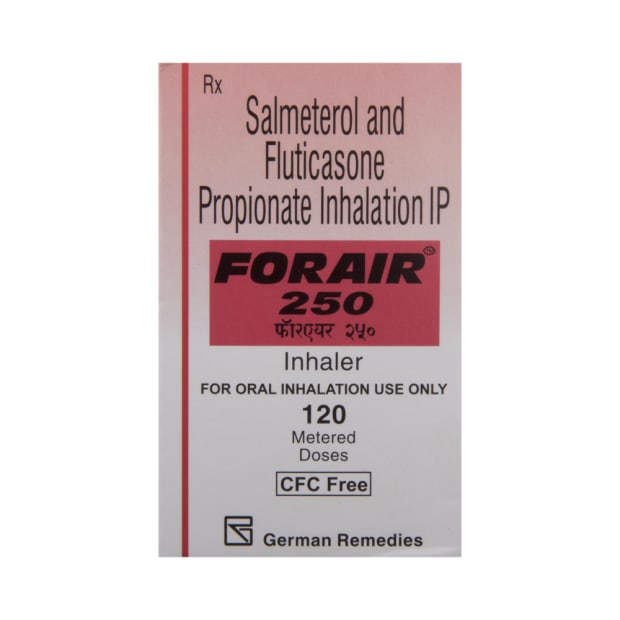 Rx
Salmeterol and
Fluticasone
Propionate Inhalation IP
FORAIR™
250
फॉरएयर २५०
Inhaler
FOR ORAL INHALATION USE ONLY
120
Metered
Doses
CFC Free
German Remedies